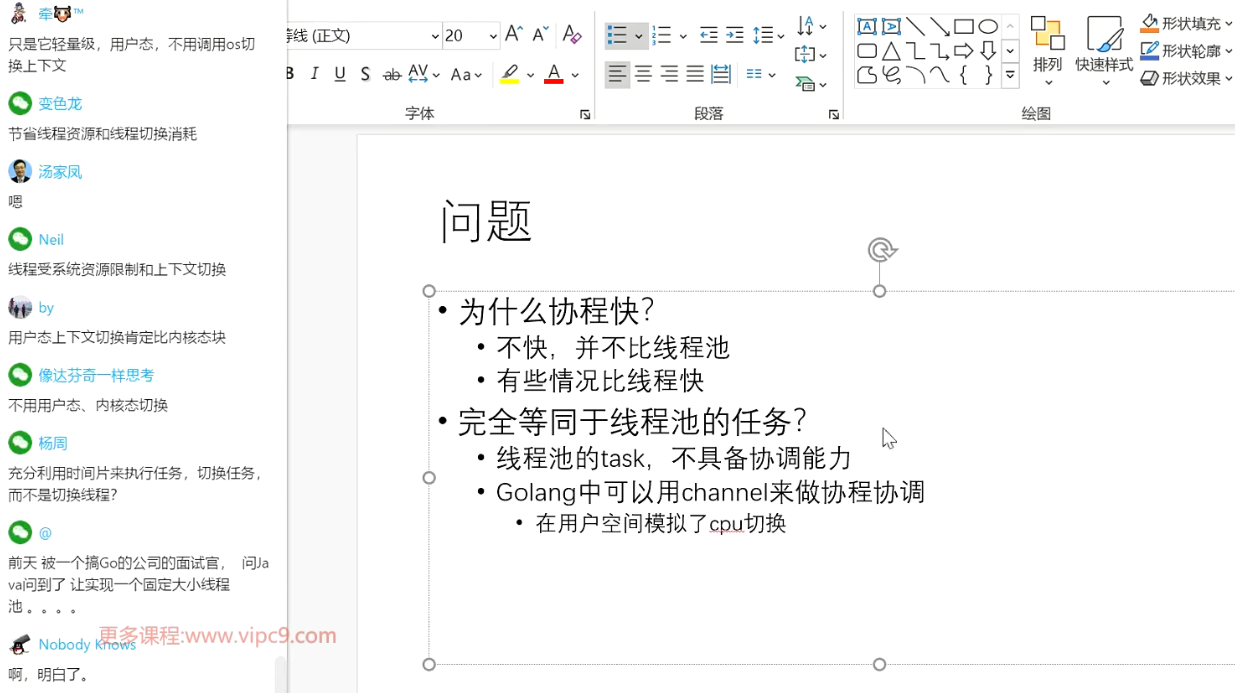 牵™
只是它轻量级，用户态，不用调用os切
换上下文
变色龙
节省线程资源和线程切换消耗
汤家凤
嗯
Neil
线程受系统资源限制和上下文切换
by
用户态上下文切换肯定比内核态块
像达芬奇一样思考
不用用户态、内核态切换
杨周
充分利用时间片来执行任务，切换任务，
而不是切换线程？
@
前天 被一个搞Go的公司的面试官， 问Ja
va问到了 让实现一个固定大小线程
池 。。。。
更多课程:www.vipc9.com
Nobody Knows
啊，明白了。
等线 (正文) 20 A A A
B I U S ab AV Aa A
字体
段落
排列
快速样式
形状填充
形状轮廓
形状效果
绘图
问题
• 为什么协程快？
• 不快，并不比线程池
• 有些情况比线程快
• 完全等同于线程池的任务？
• 线程池的task，不具备协调能力
• Golang中可以用channel来做协程协调
• 在用户空间模拟了cpu切换